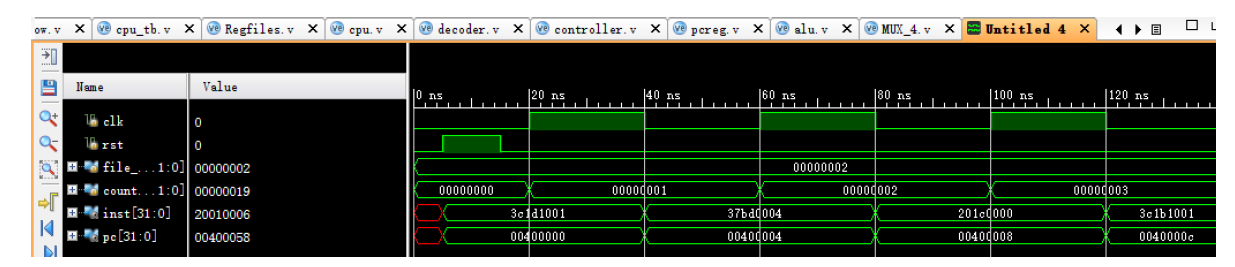 ow.v cpu_tb.v Regfiles.v cpu.v decoder.v controller.v pcreg.v alu.v MUX_4.v Untitled 4
Name Value 0 ns 20 ns 40 ns 60 ns 80 ns 100 ns 120 ns
clk 0
rst 0
file_...1:0] 00000002 00000002
count...1:0] 00000019 00000000 00000001 00000002 00000003
inst[31:0] 20010006 3c1d1001 37bd0004 201c0000 3c1b1001
pc[31:0] 00400058 00400000 00400004 00400008 0040000c